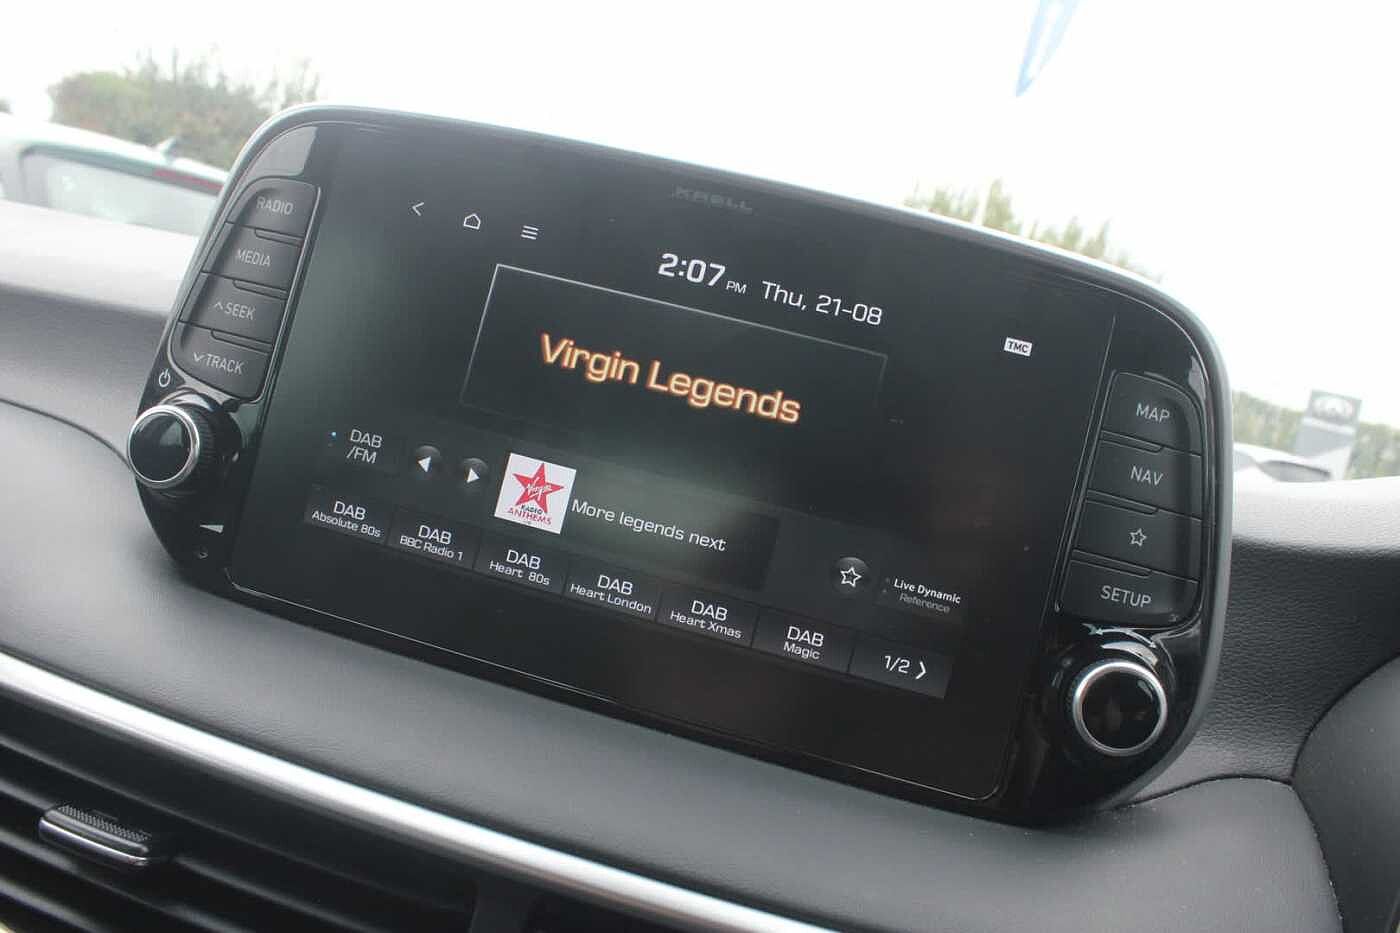 KRELL
RADIO
MEDIA
SEEK
TRACK
2:07 PM Thu, 21-08
TMC
Virgin Legends
DAB
/FM
Virgin
RADIO
ANTHEMS
More legends next
DAB
Absolute 80s
DAB
BBC Radio 1
DAB
Heart 80s
DAB
Heart London
DAB
Heart Xmas
DAB
Magic
1/2
Live Dynamic
Reference
MAP
NAV
SETUP